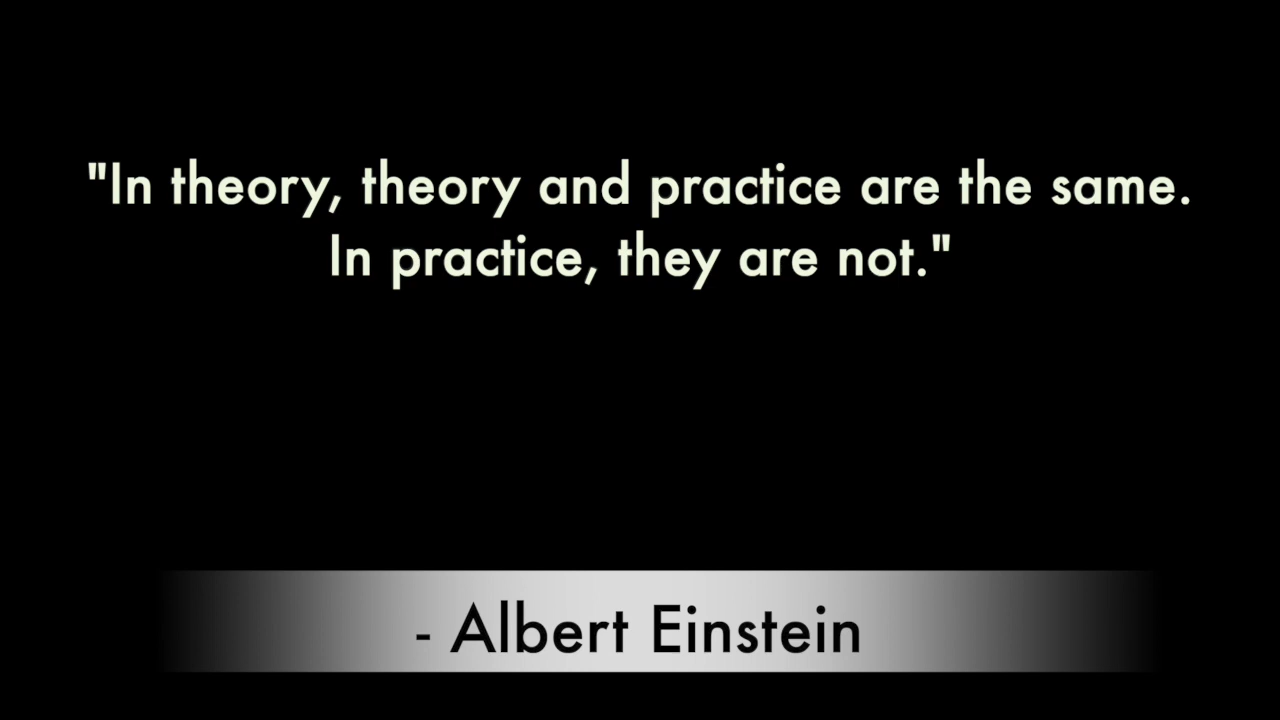 "In theory, theory and practice are the same.
In practice, they are not."
- Albert Einstein